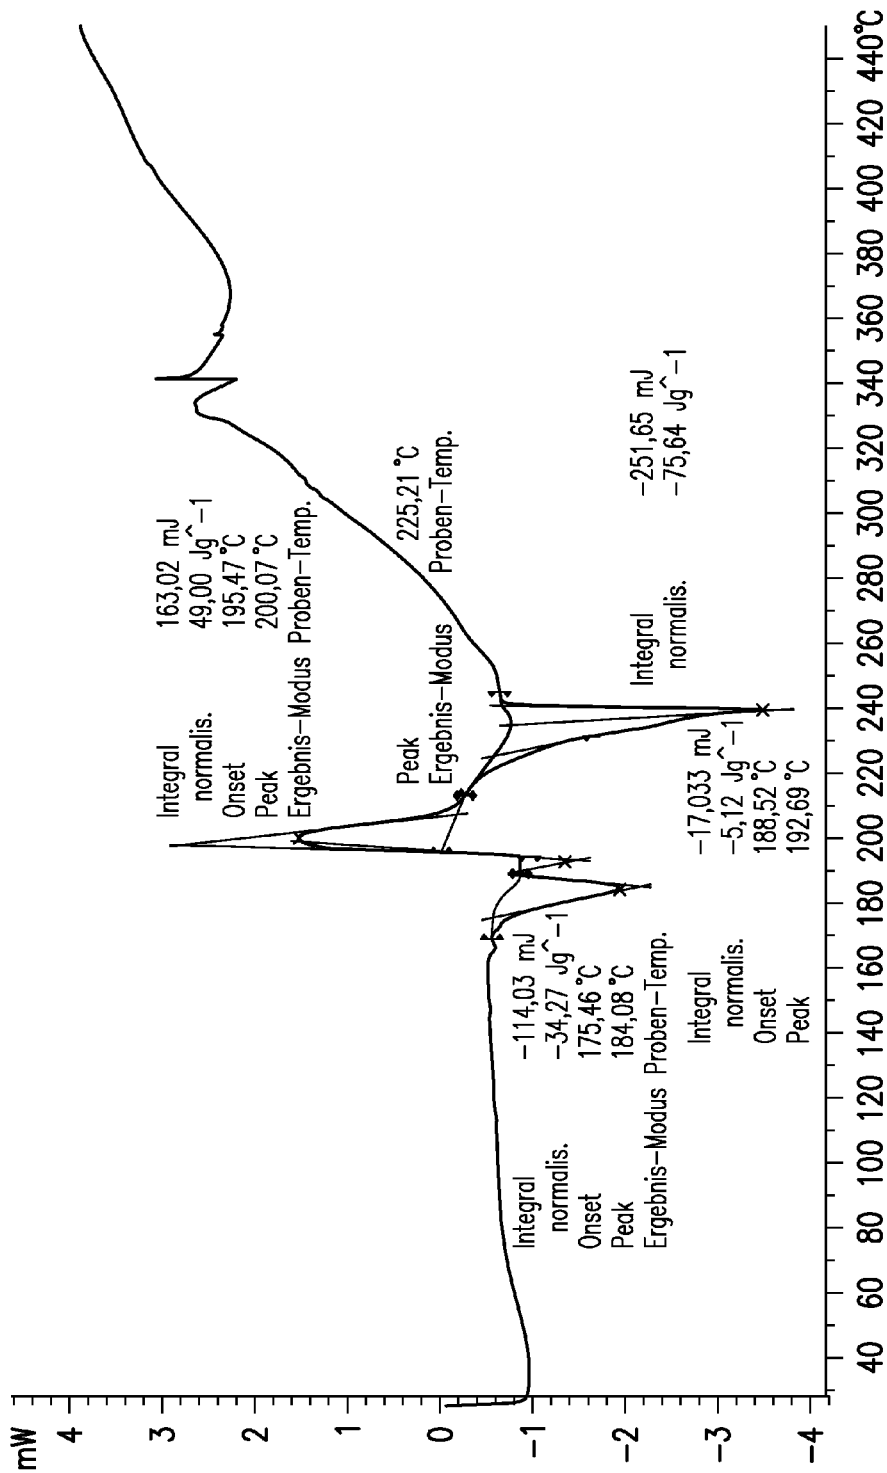 mW
4
3
2
1
0
−1
−2
−3
−4
Integral 163,02 mJ
normalis. 49,00 Jg^−1
Onset 195,47 °C
Peak 200,07 °C
Ergebnis−Modus Proben−Temp.
Peak 225,21 °C
Ergebnis−Modus Proben−Temp.
Integral −114,03 mJ
normalis. −34,27 Jg^−1
Onset 175,46 °C
Peak 184,08 °C
Ergebnis−Modus Proben−Temp.
Integral −251,65 mJ
normalis. −75,64 Jg^−1
Integral −17,033 mJ
normalis. −5,12 Jg^−1
Onset 188,52 °C
Peak 192,69 °C
40 60 80 100 120 140 160 180 200 220 240 260 280 300 320 340 360 380 400 420 440°C